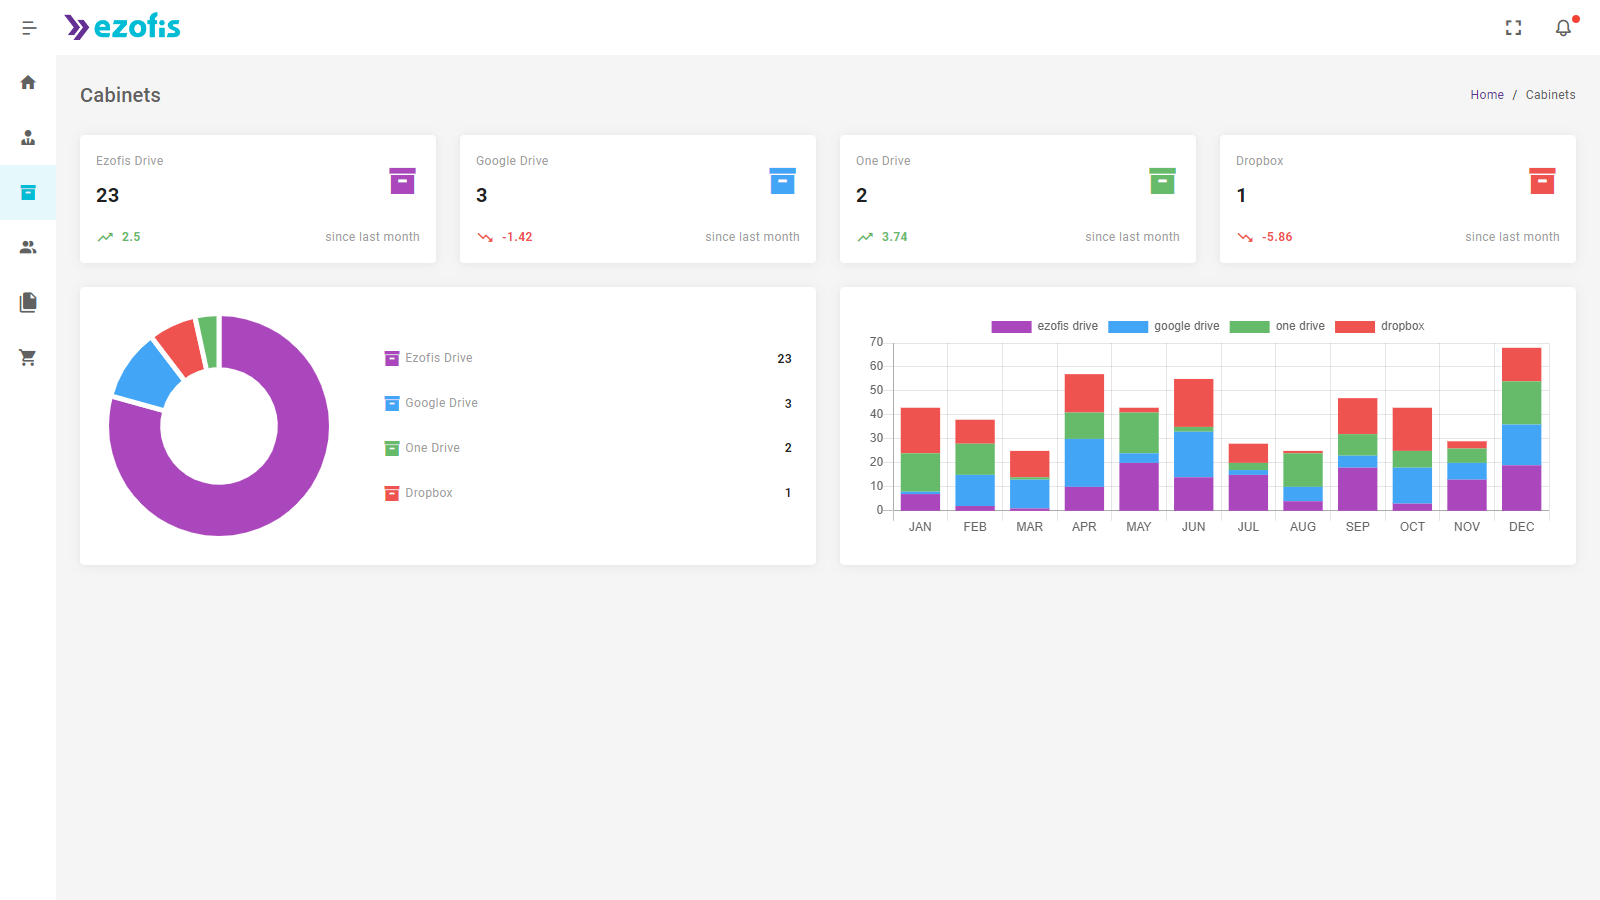 ezofis
Cabinets
Home / Cabinets
Ezofis Drive
23
2.5 since last month
Google Drive
3
-1.42 since last month
One Drive
2
3.74 since last month
Dropbox
1
-5.86 since last month
Ezofis Drive 23
Google Drive 3
One Drive 2
Dropbox 1
ezofis drive google drive one drive dropbox
70
60
50
40
30
20
10
0
JAN FEB MAR APR MAY JUN JUL AUG SEP OCT NOV DEC